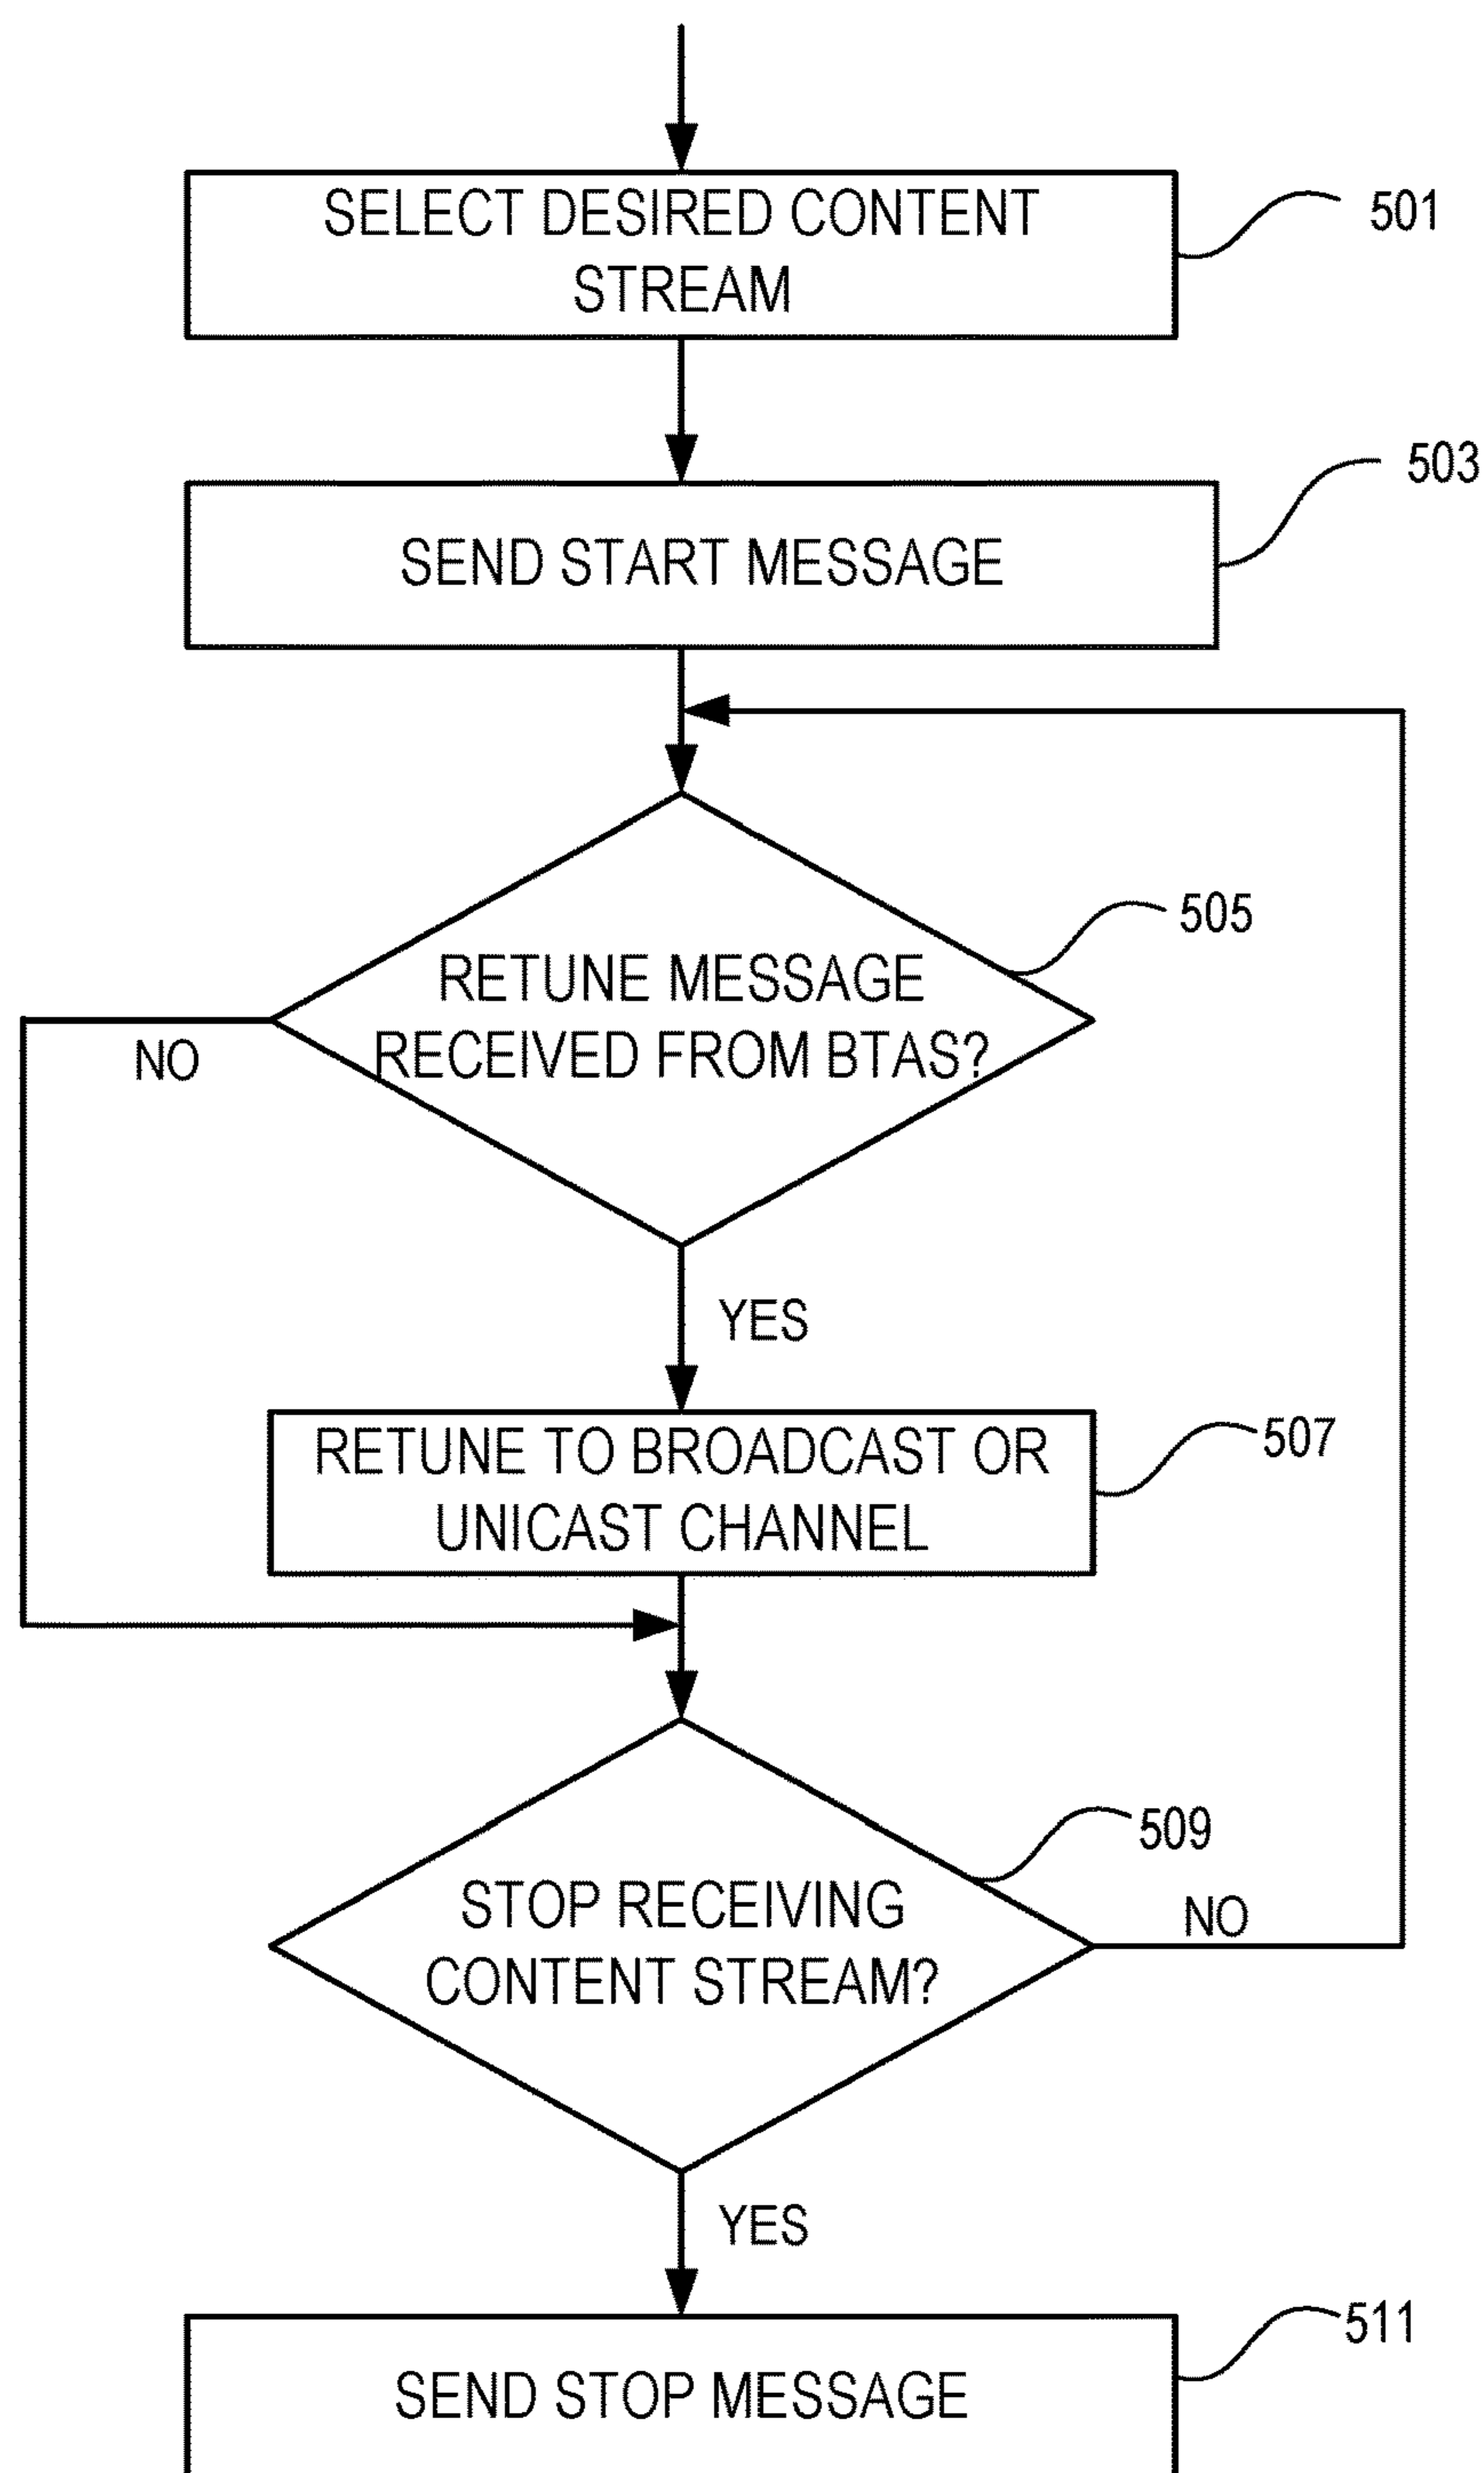 SELECT DESIRED CONTENT
STREAM
501
SEND START MESSAGE
503
RETUNE MESSAGE
RECEIVED FROM BTAS?
505
NO
YES
RETUNE TO BROADCAST OR
UNICAST CHANNEL
507
STOP RECEIVING
CONTENT STREAM?
509
NO
YES
SEND STOP MESSAGE
511